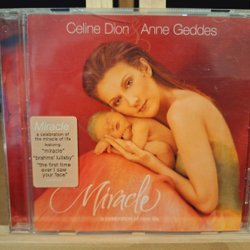 Celine Dion & Anne Geddes
Miracle
a celebration of
the miracle of life
featuring:
"miracle"
"brahms' lullaby"
"the first time
ever I saw
your face"
Miracle
a celebration of new life